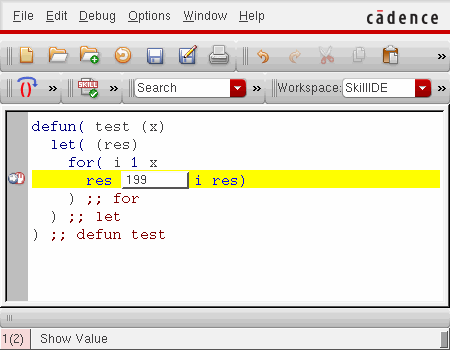 File Edit Debug Options Window Help
cādence
»
() » SKILL » Search » Workspace: SkillIDE »
defun( test (x)
let( (res)
for( i 1 x
res 199 i res)
) ;; for
) ;; let
) ;; defun test
1(2) Show Value